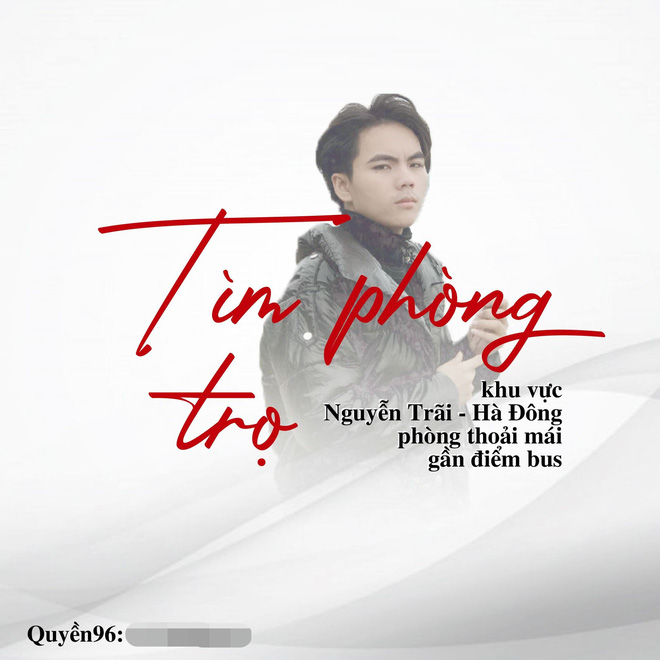 Tìm phòng
trọ
khu vực
Nguyễn Trãi - Hà Đông
phòng thoải mái
gần điểm bus
Quyền96: